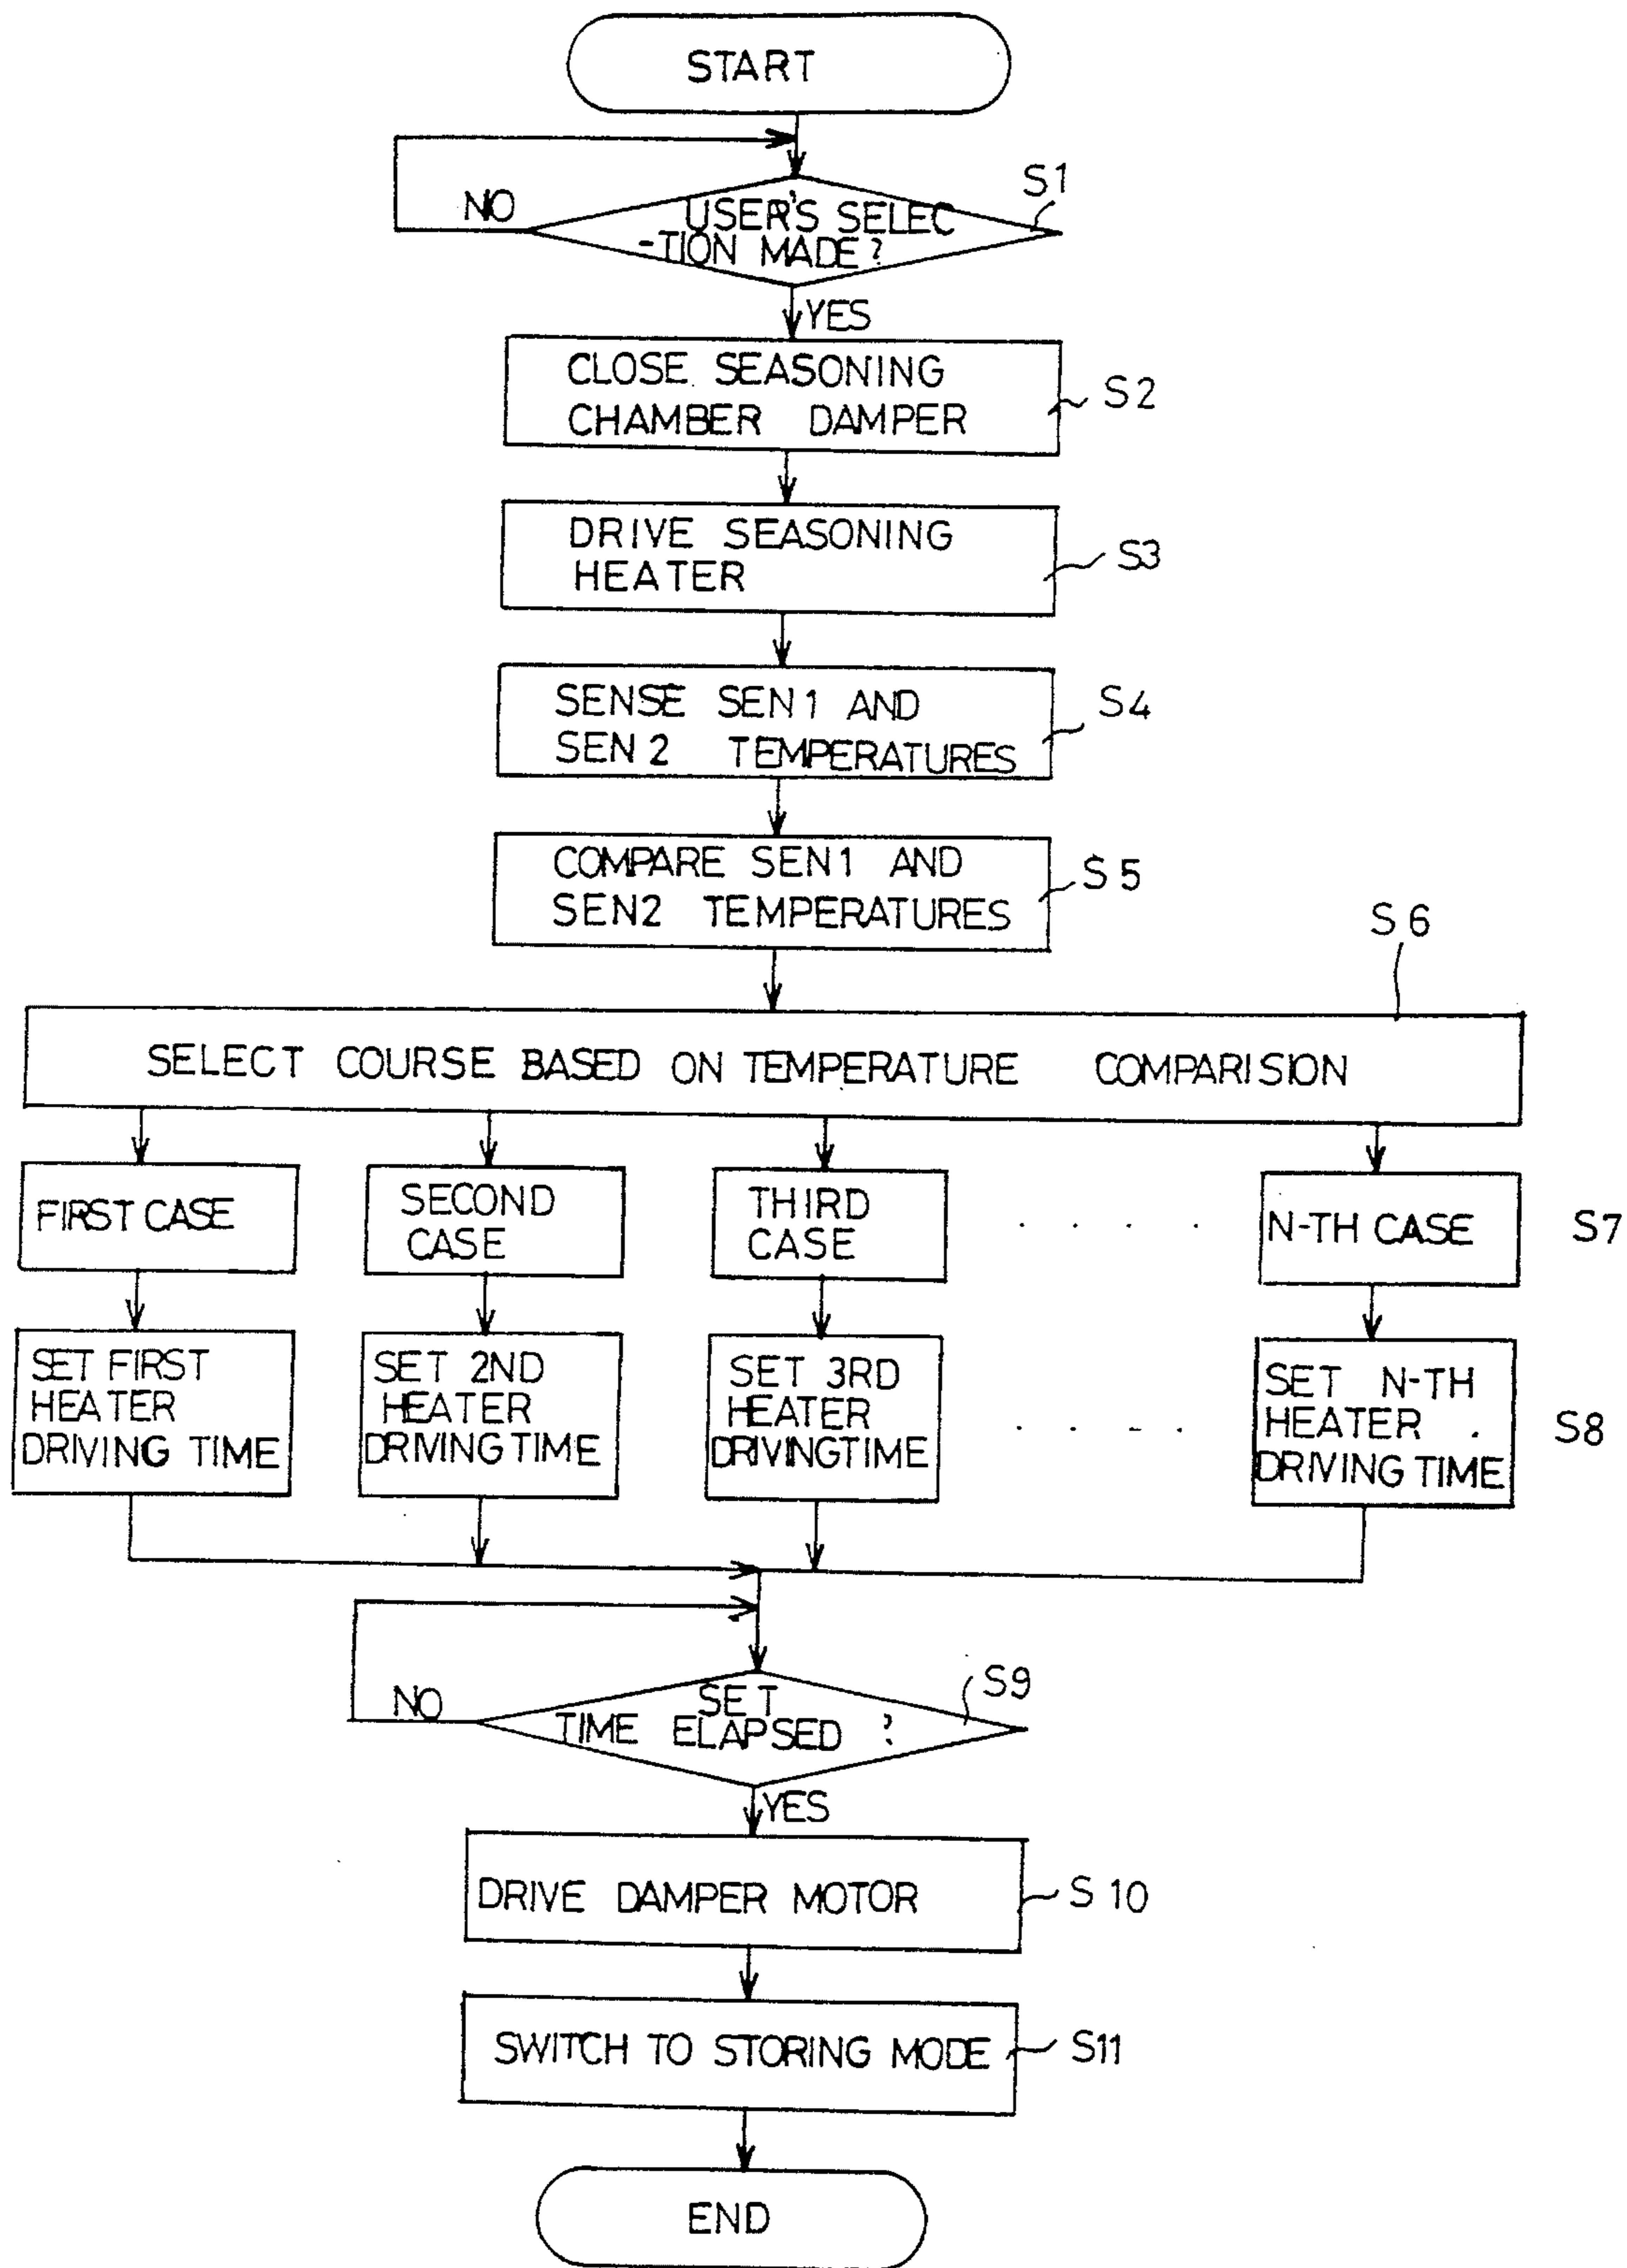 START
NO
S1
USER'S SELEC
-TION MADE?
YES
CLOSE SEASONING
CHAMBER DAMPER
S2
DRIVE SEASONING
HEATER
S3
SENSE SEN1 AND
SEN2 TEMPERATURES
S4
COMPARE SEN1 AND
SEN2 TEMPERATURES
S5
S6
SELECT COURSE BASED ON TEMPERATURE COMPARISION
FIRST CASE
SECOND
CASE
THIRD
CASE
. . . .
N-TH CASE
S7
SET FIRST
HEATER
DRIVING TIME
SET 2ND
HEATER
DRIVING TIME
SET 3RD
HEATER
DRIVING TIME
. . . .
SET N-TH
HEATER
DRIVING TIME
S8
NO
SET
TIME ELAPSED ?
S9
YES
DRIVE DAMPER MOTOR
S10
SWITCH TO STORING MODE
S11
END